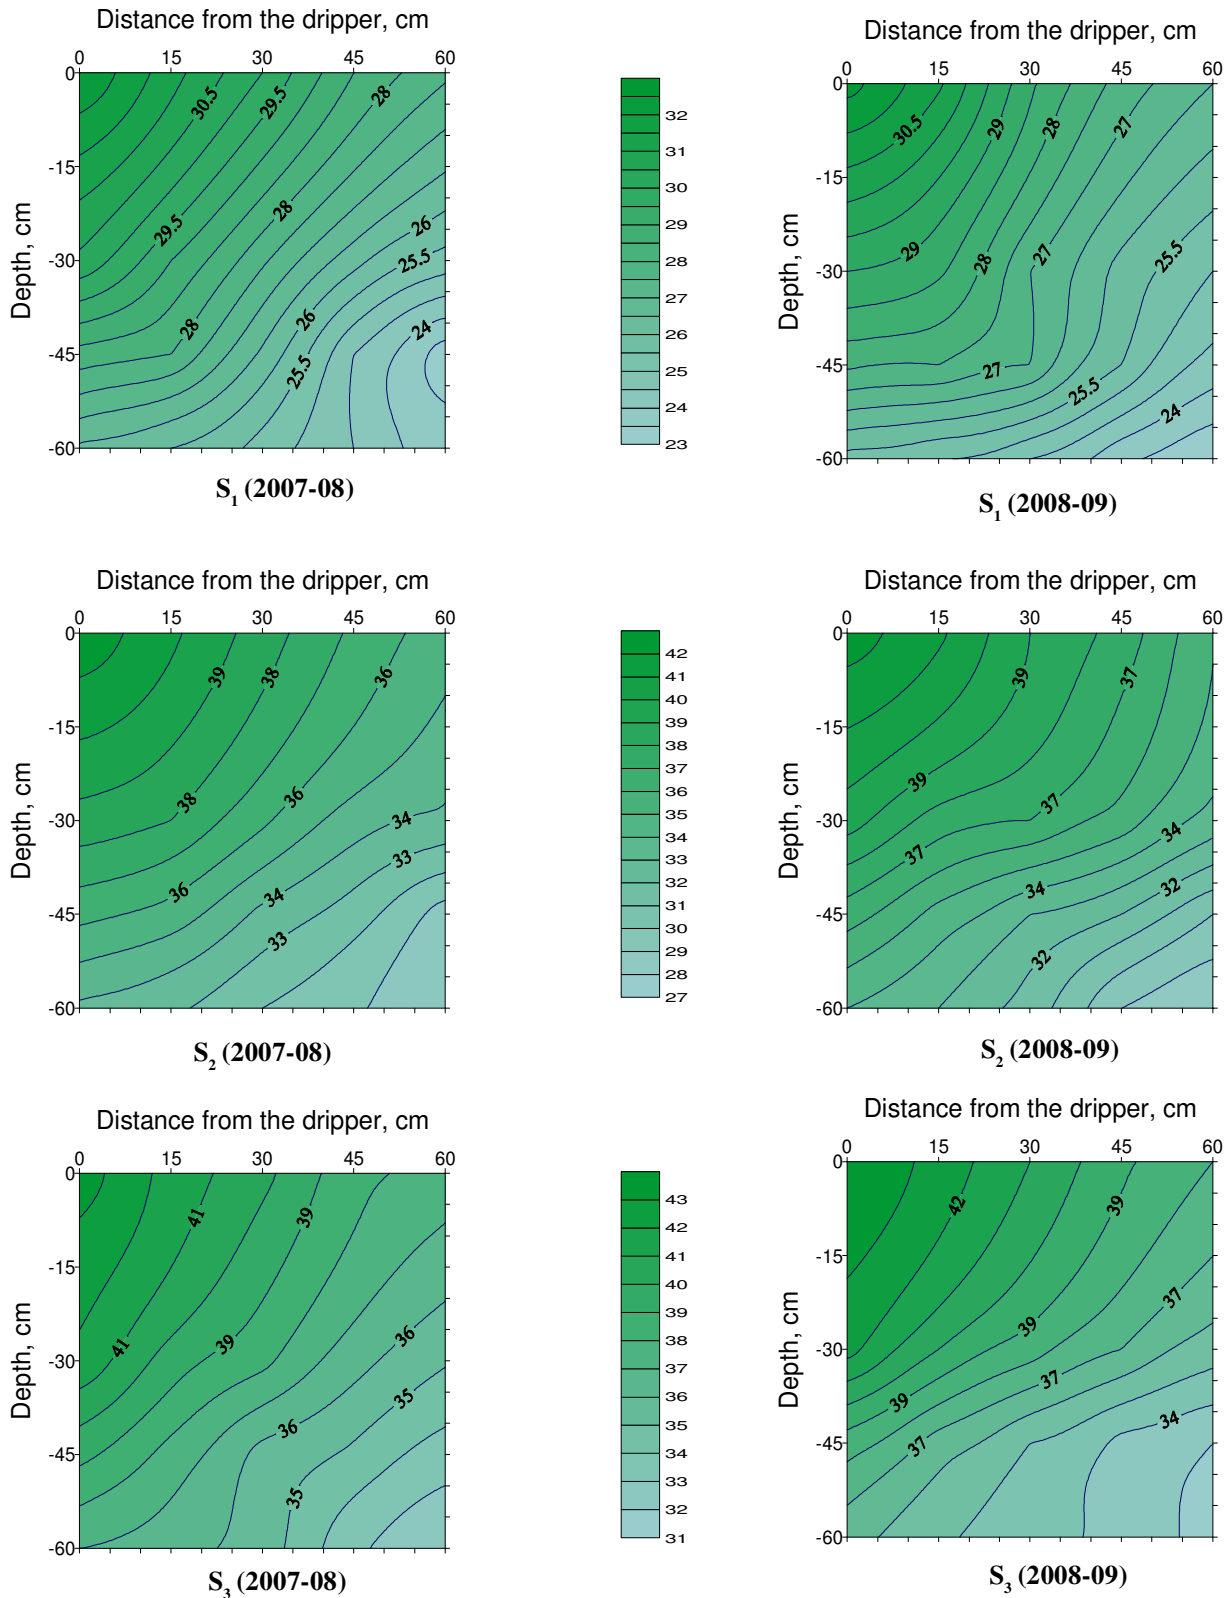 Distance from the dripper, cm
0 15 30 45 60
0
-15
-30
-45
-60
Depth, cm
30.5 29.5 28
29.5 28 26
25.5
28 26 24
25.5
S1 (2007-08)
32
31
30
29
28
27
26
25
24
23
Distance from the dripper, cm
0 15 30 45 60
0
-15
-30
-45
-60
Depth, cm
30.5 29 28 27
29 28 27 25.5
27 25.5 24
S1 (2008-09)
Distance from the dripper, cm
0 15 30 45 60
0
-15
-30
-45
-60
Depth, cm
39 38 36
38 36 34
33
36 34
33
S2 (2007-08)
42
41
40
39
38
37
36
35
34
33
32
31
30
29
28
27
Distance from the dripper, cm
0 15 30 45 60
0
-15
-30
-45
-60
Depth, cm
39 37
39 37 34
37 34 32
32
S2 (2008-09)
Distance from the dripper, cm
0 15 30 45 60
0
-15
-30
-45
-60
Depth, cm
41 39
41 39 36
35
36
35
S3 (2007-08)
43
42
41
40
39
38
37
36
35
34
33
32
31
Distance from the dripper, cm
0 15 30 45 60
0
-15
-30
-45
-60
Depth, cm
42 39
39 37
37
39 34
37
S3 (2008-09)